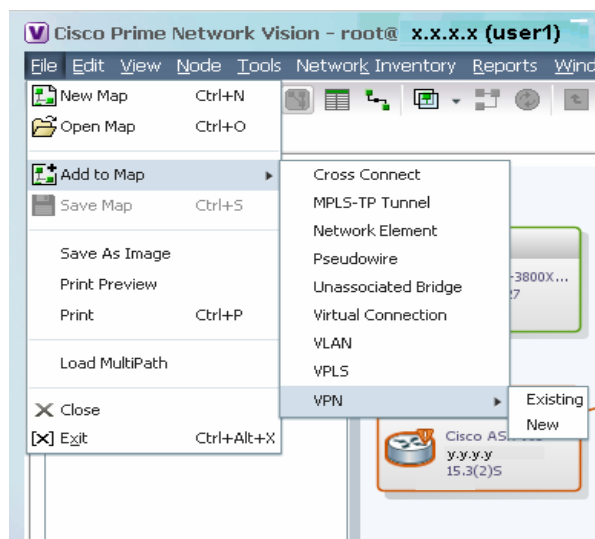 Cisco Prime Network Vision - root@ x.x.x.x (user1)
File Edit View Node Tools Network Inventory Reports
New Map Ctrl+N
Open Map Ctrl+O
Add to Map
Save Map Ctrl+S
Save As Image
Print Preview
Print Ctrl+P
Load MultiPath
Close
Exit Ctrl+Alt+X
Cross Connect
MPLS-TP Tunnel
Network Element
Pseudowire
Unassociated Bridge
Virtual Connection
VLAN
VPLS
VPN
Existing
New
-3800X...
Cisco
y.y.y.y
15.3(2)S